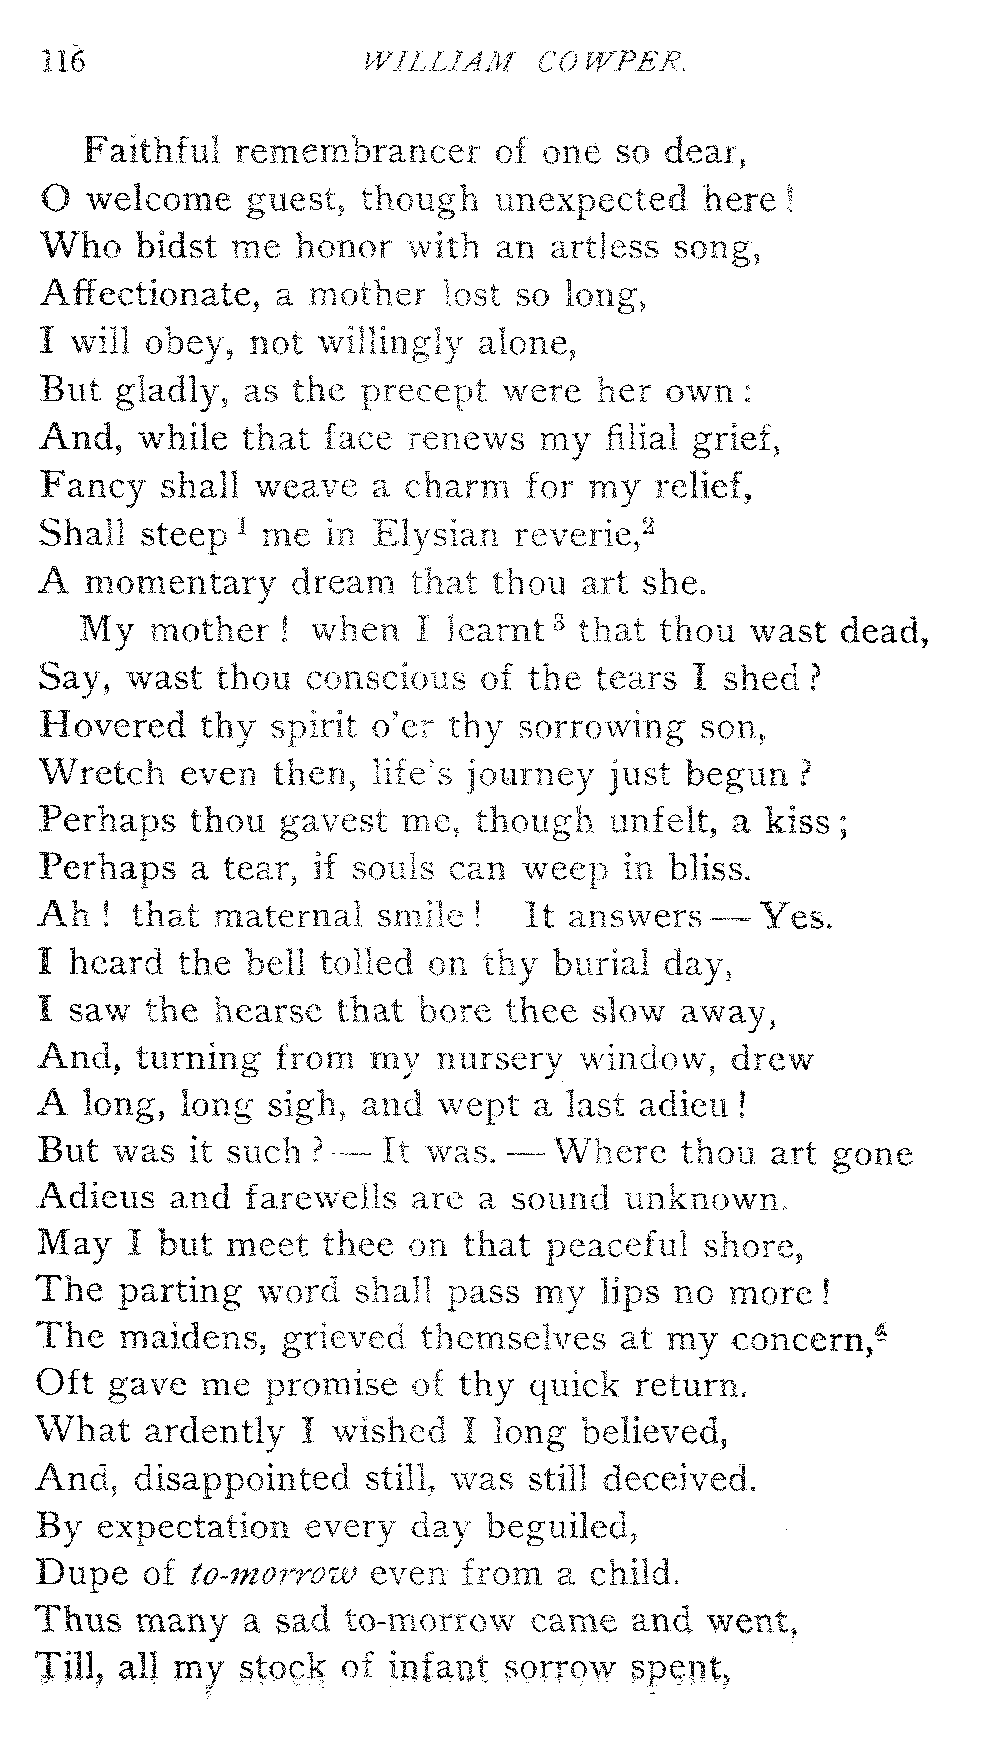 116 WILLIAM COWPER.
Faithful remembrancer of one so dear,
O welcome guest, though unexpected here!
Who bidst me honor with an artless song,
Affectionate, a mother lost so long,
I will obey, not willingly alone,
But gladly, as the precept were her own:
And, while that face renews my filial grief,
Fancy shall weave a charm for my relief,
Shall steep¹ me in Elysian reverie,²
A momentary dream that thou art she.
My mother! when I learnt³ that thou wast dead,
Say, wast thou conscious of the tears I shed?
Hovered thy spirit o'er thy sorrowing son,
Wretch even then, life's journey just begun?
Perhaps thou gavest me, though unfelt, a kiss;
Perhaps a tear, if souls can weep in bliss.
Ah! that maternal smile! It answers — Yes.
I heard the bell tolled on thy burial day,
I saw the hearse that bore thee slow away,
And, turning from my nursery window, drew
A long, long sigh, and wept a last adieu!
But was it such? — It was. — Where thou art gone
Adieus and farewells are a sound unknown.
May I but meet thee on that peaceful shore,
The parting word shall pass my lips no more!
The maidens, grieved themselves at my concern,⁴
Oft gave me promise of thy quick return.
What ardently I wished I long believed,
And, disappointed still, was still deceived.
By expectation every day beguiled,
Dupe of to-morrow even from a child.
Thus many a sad to-morrow came and went,
Till, all my stock of infant sorrow spent,